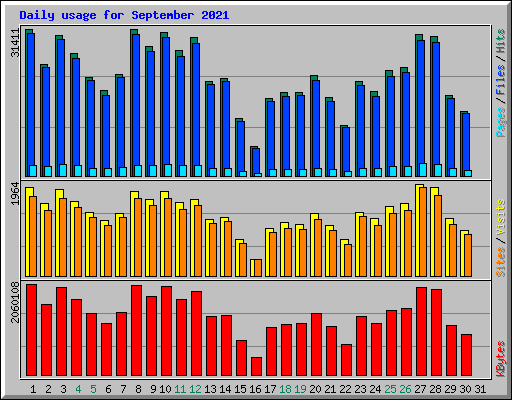 Daily usage for September 2021
31411
Pages / Files / Hits
1964
Sites / Visits
2060108
KBytes
1 2 3 4 5 6 7 8 9 10 11 12 13 14 15 16 17 18 19 20 21 22 23 24 25 26 27 28 29 30 31